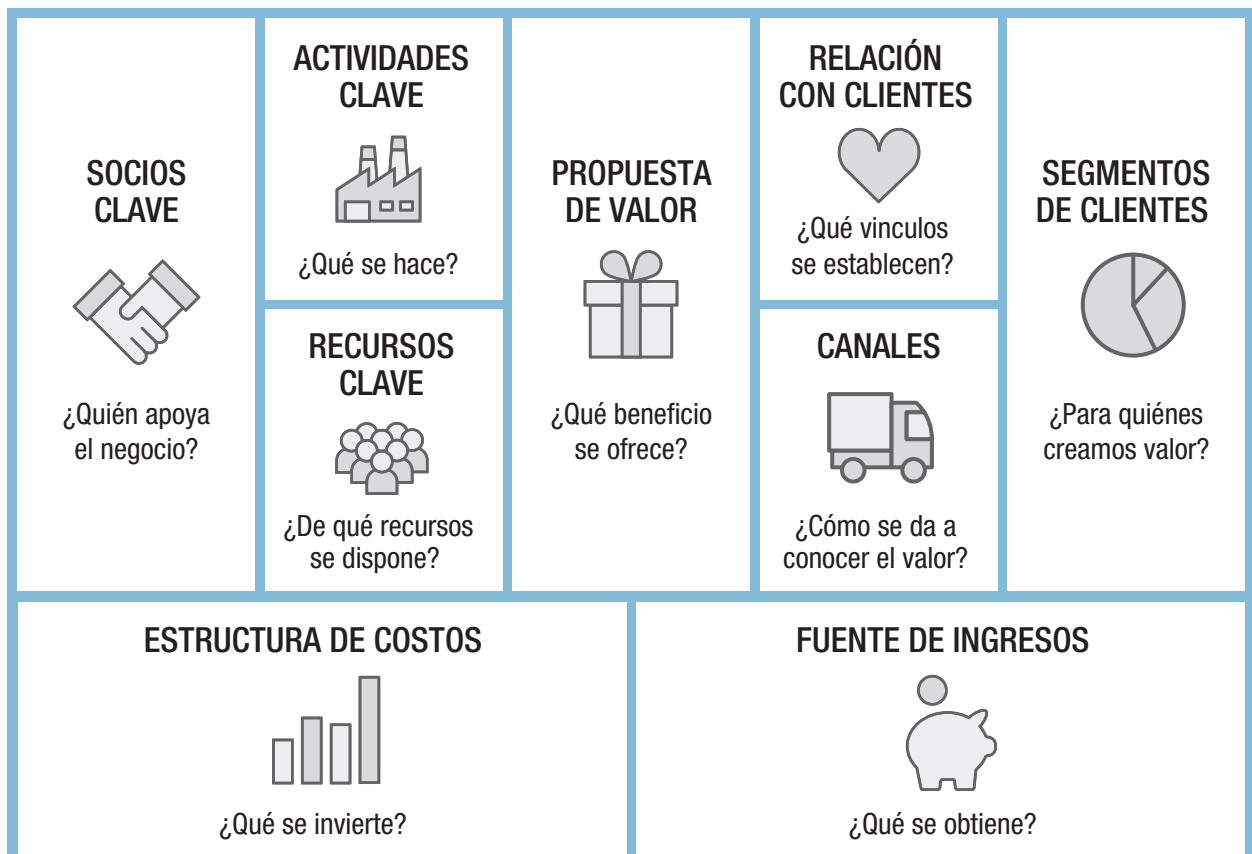 SOCIOS
CLAVE
¿Quién apoya
el negocio?
ACTIVIDADES
CLAVE
¿Qué se hace?
RECURSOS
CLAVE
¿De qué recursos
se dispone?
PROPUESTA
DE VALOR
¿Qué beneficio
se ofrece?
RELACIÓN
CON CLIENTES
¿Qué vinculos
se establecen?
CANALES
¿Cómo se da a
conocer el valor?
SEGMENTOS
DE CLIENTES
¿Para quiénes
creamos valor?
ESTRUCTURA DE COSTOS
¿Qué se invierte?
FUENTE DE INGRESOS
¿Qué se obtiene?